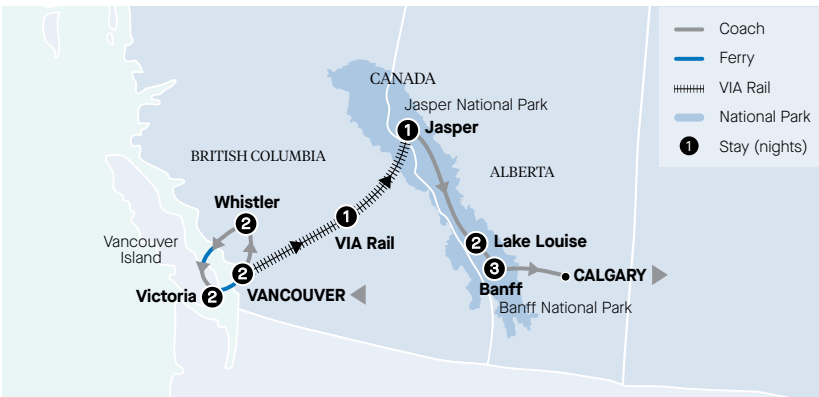 Coach
Ferry
VIA Rail
National Park
1 Stay (nights)
CANADA
Jasper National Park
1 Jasper
BRITISH COLUMBIA
ALBERTA
Whistler
2
1
VIA Rail
Vancouver
Island
2 Lake Louise
3
Banff
CALGARY
Banff National Park
2
VANCOUVER
Victoria 2